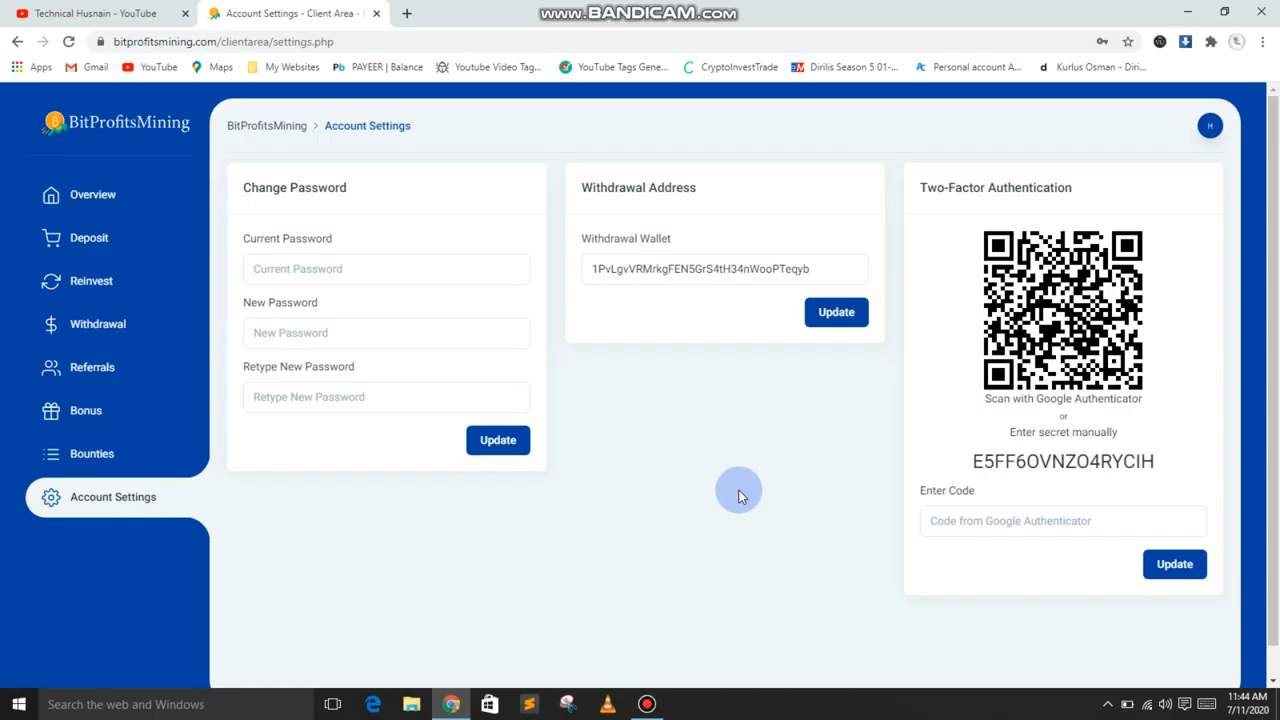 Technical Husnain - YouTube
Account Settings - Client Area -
www.BANDICAM.com
bitprofitsmining.com/clientarea/settings.php
Apps
Gmail
YouTube
Maps
My Websites
Pb PAYEER | Balance
Youtube Video Tag...
YouTube Tags Gene...
CryptoInvestTrade
Dirilis Season 5 01-...
Ac Personal account A...
d Kurlus Osman - Diri...
BitProfitsMining
BitProfitsMining > Account Settings
H
Overview
Deposit
Reinvest
Withdrawal
Referrals
Bonus
Bounties
Account Settings
Change Password
Current Password
Current Password
New Password
New Password
Retype New Password
Retype New Password
Update
Withdrawal Address
Withdrawal Wallet
1PvLgvVRMrkgFEN5GrS4tH34nWooPTeqyb
Update
Two-Factor Authentication
Scan with Google Authenticator
or
Enter secret manually
E5FF6OVNZO4RYCIH
Enter Code
Code from Google Authenticator
Update
Search the web and Windows
11:44 AM
7/11/2020